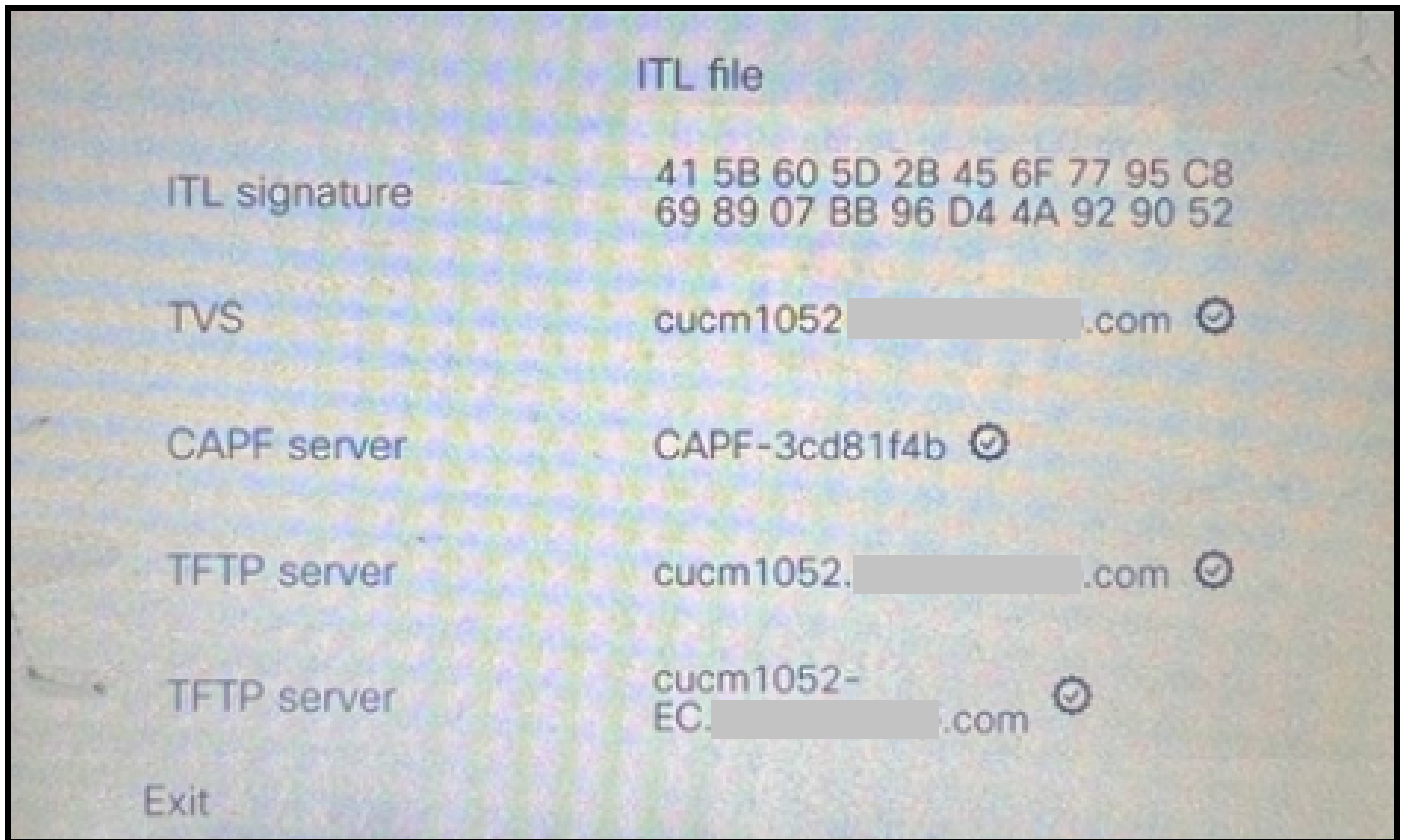 ITL file
ITL signature
41 5B 60 5D 2B 45 6F 77 95 C8
69 89 07 BB 96 D4 4A 92 90 52
TVS
cucm1052 .com
CAPF server
CAPF-3cd81f4b
TFTP server
cucm1052. .com
TFTP server
cucm1052-
EC. .com
Exit